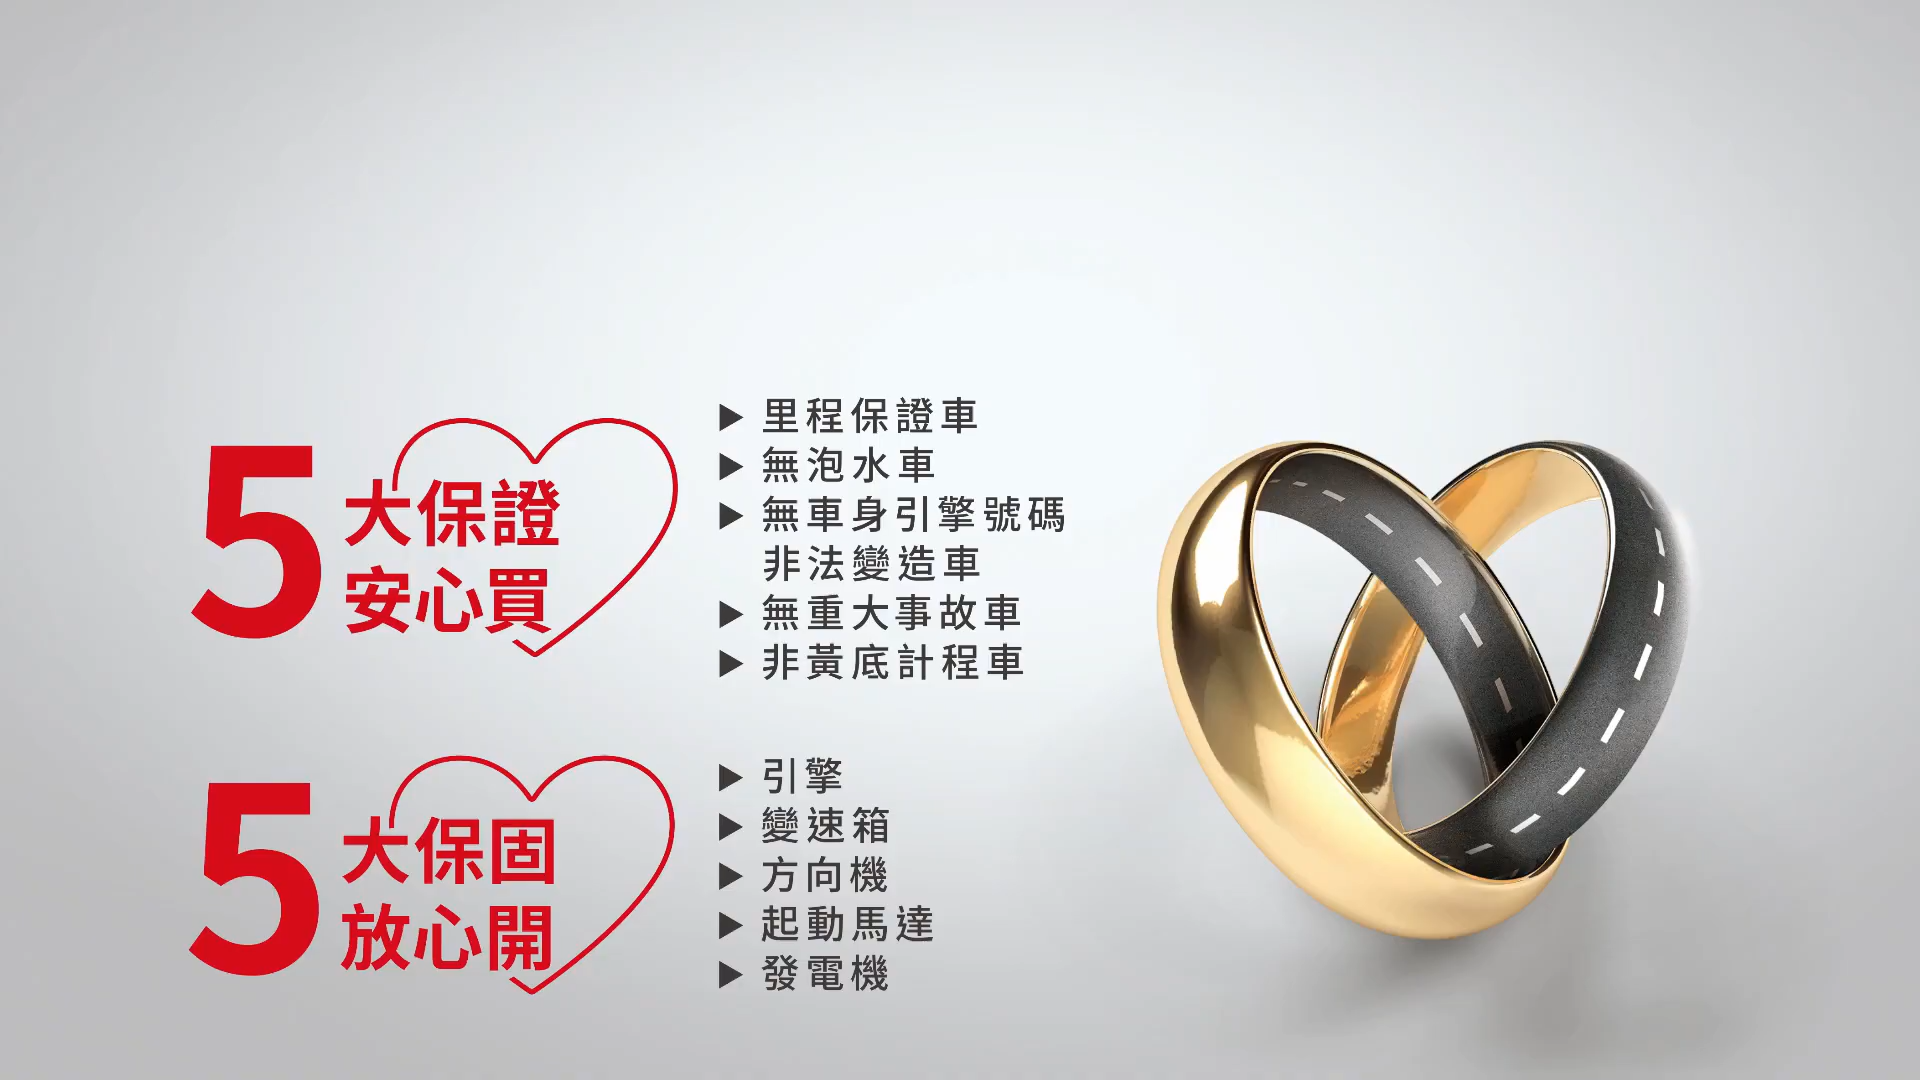 5大保證
安心買
▶ 里程保證車
▶ 無泡水車
▶ 無車身引擎號碼
非法變造車
▶ 無重大事故車
▶ 非黃底計程車
5大保固
放心開
▶ 引擎
▶ 變速箱
▶ 方向機
▶ 起動馬達
▶ 發電機